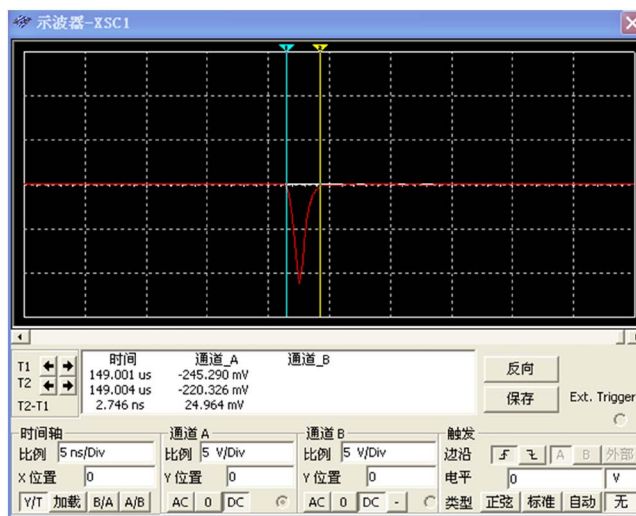 示波器-XSC1
1 2
时间 通道_A 通道_B
T1 149.001 us -245.290 mV
T2 149.004 us -220.326 mV
T2-T1 2.746 ns 24.964 mV
反向
保存
Ext. Trigger
时间轴 通道 A 通道 B 触发
比例 5 ns/Div 比例 5 V/Div 比例 5 V/Div 边沿 A B 外部
X 位置 0 Y 位置 0 Y 位置 0 电平 0 V
Y/T 加载 B/A A/B AC 0 DC AC 0 DC - 类型 正弦 标准 自动 无